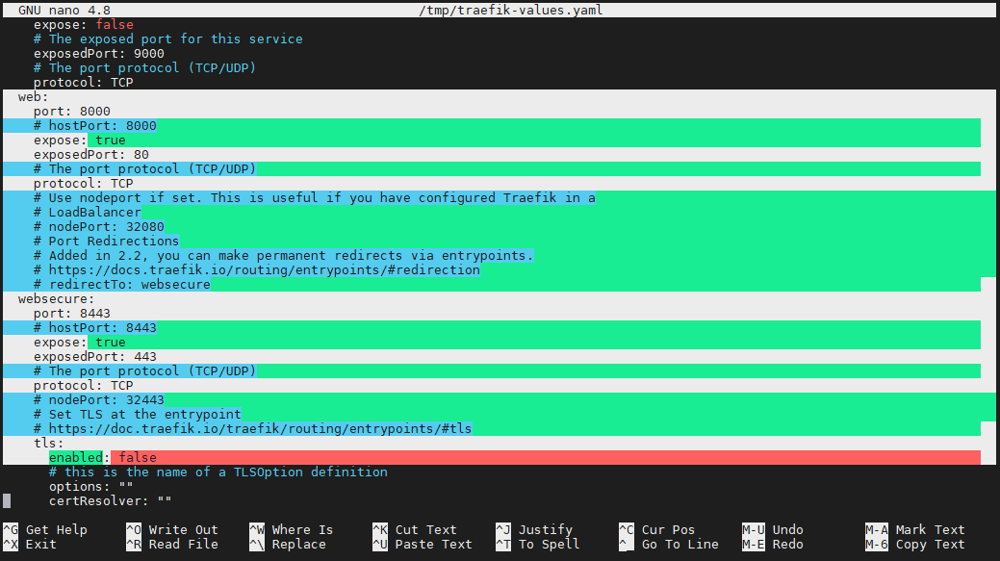 GNU nano 4.8 /tmp/traefik-values.yaml
expose: false
# The exposed port for this service
exposedPort: 9000
# The port protocol (TCP/UDP)
protocol: TCP
web:
port: 8000
# hostPort: 8000
expose: true
exposedPort: 80
# The port protocol (TCP/UDP)
protocol: TCP
# Use nodeport if set. This is useful if you have configured Traefik in a
# LoadBalancer
# nodePort: 32080
# Port Redirections
# Added in 2.2, you can make permanent redirects via entrypoints.
# https://docs.traefik.io/routing/entrypoints/#redirection
# redirectTo: websecure
websecure:
port: 8443
# hostPort: 8443
expose: true
exposedPort: 443
# The port protocol (TCP/UDP)
protocol: TCP
# nodePort: 32443
# Set TLS at the entrypoint
# https://doc.traefik.io/traefik/routing/entrypoints/#tls
tls:
enabled: false
# this is the name of a TLSOption definition
options: ""
certResolver: ""
^G Get Help ^O Write Out ^W Where Is ^K Cut Text ^J Justify ^C Cur Pos M-U Undo M-A Mark Text
^X Exit ^R Read File ^\ Replace ^U Paste Text ^T To Spell ^_ Go To Line M-E Redo M-6 Copy Text